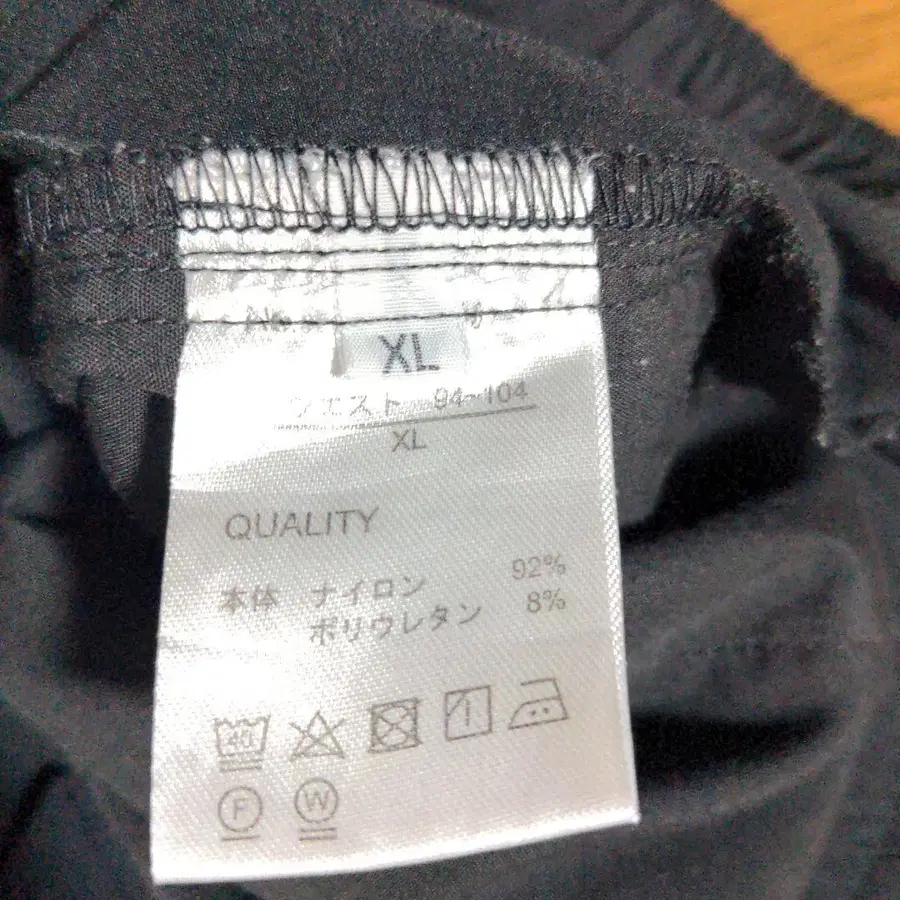 XL
ウエスト 94-104
XL
QUALITY
本体 ナイロン 92%
ポリウレタン 8%
40
F W